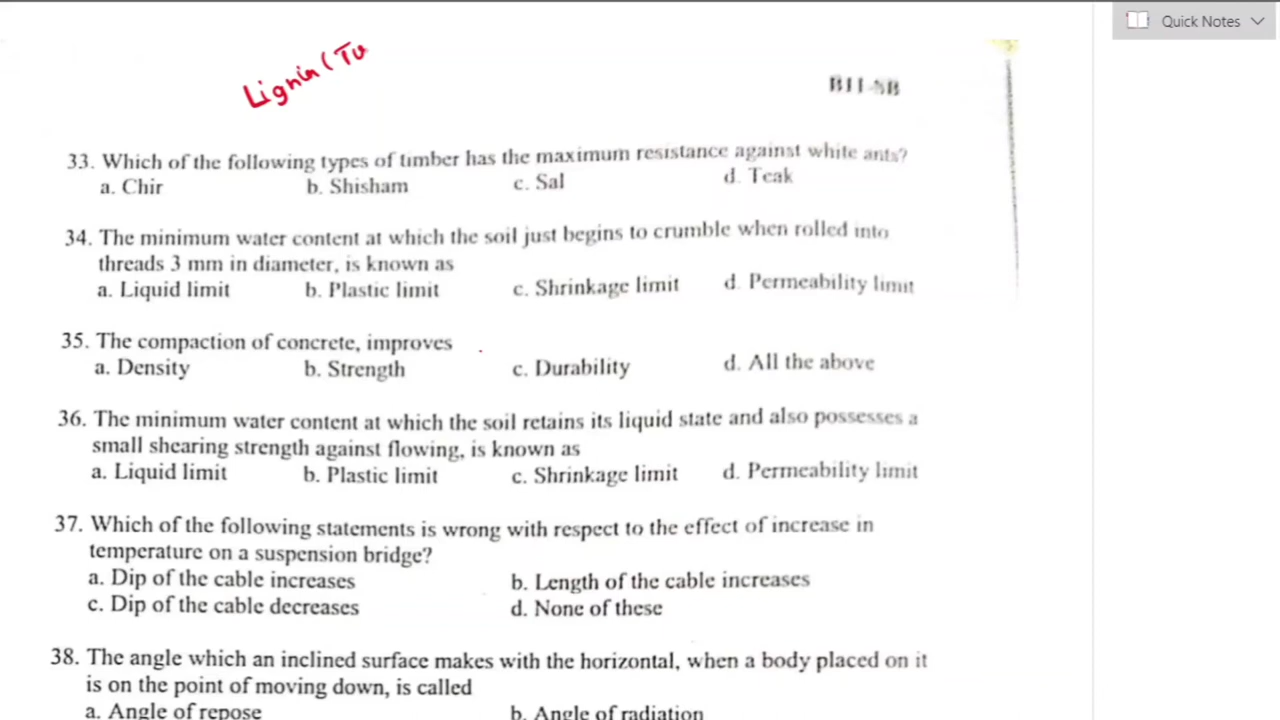 Quick Notes
Lignin (Tu
B11-SB
33. Which of the following types of timber has the maximum resistance against white ants?
a. Chir b. Shisham c. Sal d. Teak
34. The minimum water content at which the soil just begins to crumble when rolled into
threads 3 mm in diameter, is known as
a. Liquid limit b. Plastic limit c. Shrinkage limit d. Permeability limit
35. The compaction of concrete, improves
a. Density b. Strength c. Durability d. All the above
36. The minimum water content at which the soil retains its liquid state and also possesses a
small shearing strength against flowing, is known as
a. Liquid limit b. Plastic limit c. Shrinkage limit d. Permeability limit
37. Which of the following statements is wrong with respect to the effect of increase in
temperature on a suspension bridge?
a. Dip of the cable increases b. Length of the cable increases
c. Dip of the cable decreases d. None of these
38. The angle which an inclined surface makes with the horizontal, when a body placed on it
is on the point of moving down, is called
a. Angle of repose b. Angle of radiation